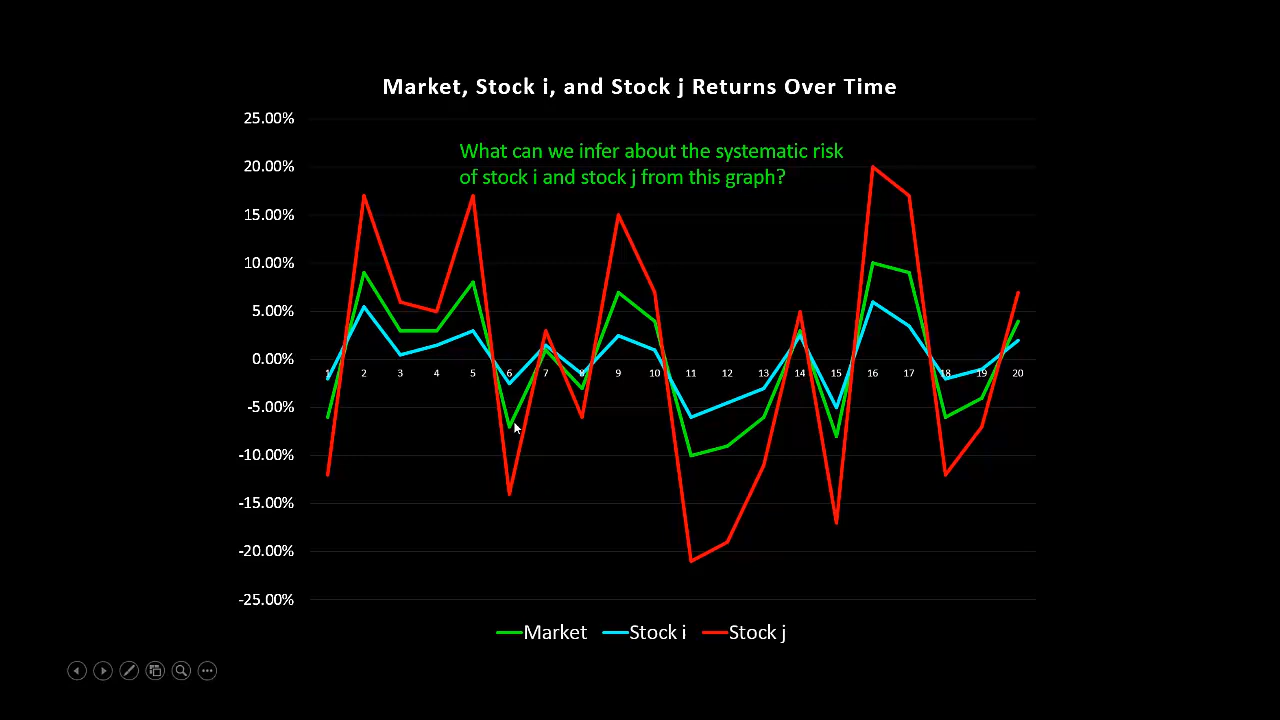 Market, Stock i, and Stock j Returns Over Time
25.00%
What can we infer about the systematic risk
20.00%
of stock i and stock j from this graph?
15.00%
10.00%
5.00%
0.00%
1 2 3 4 5 6 7 8 9 10 11 12 13 14 15 16 17 18 19 20
-5.00%
-10.00%
-15.00%
-20.00%
-25.00%
Market Stock i Stock j